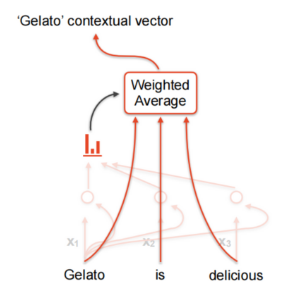 ‘Gelato’ contextual vector
Weighted
Average
X₁ X₂ X₃
Gelato is delicious